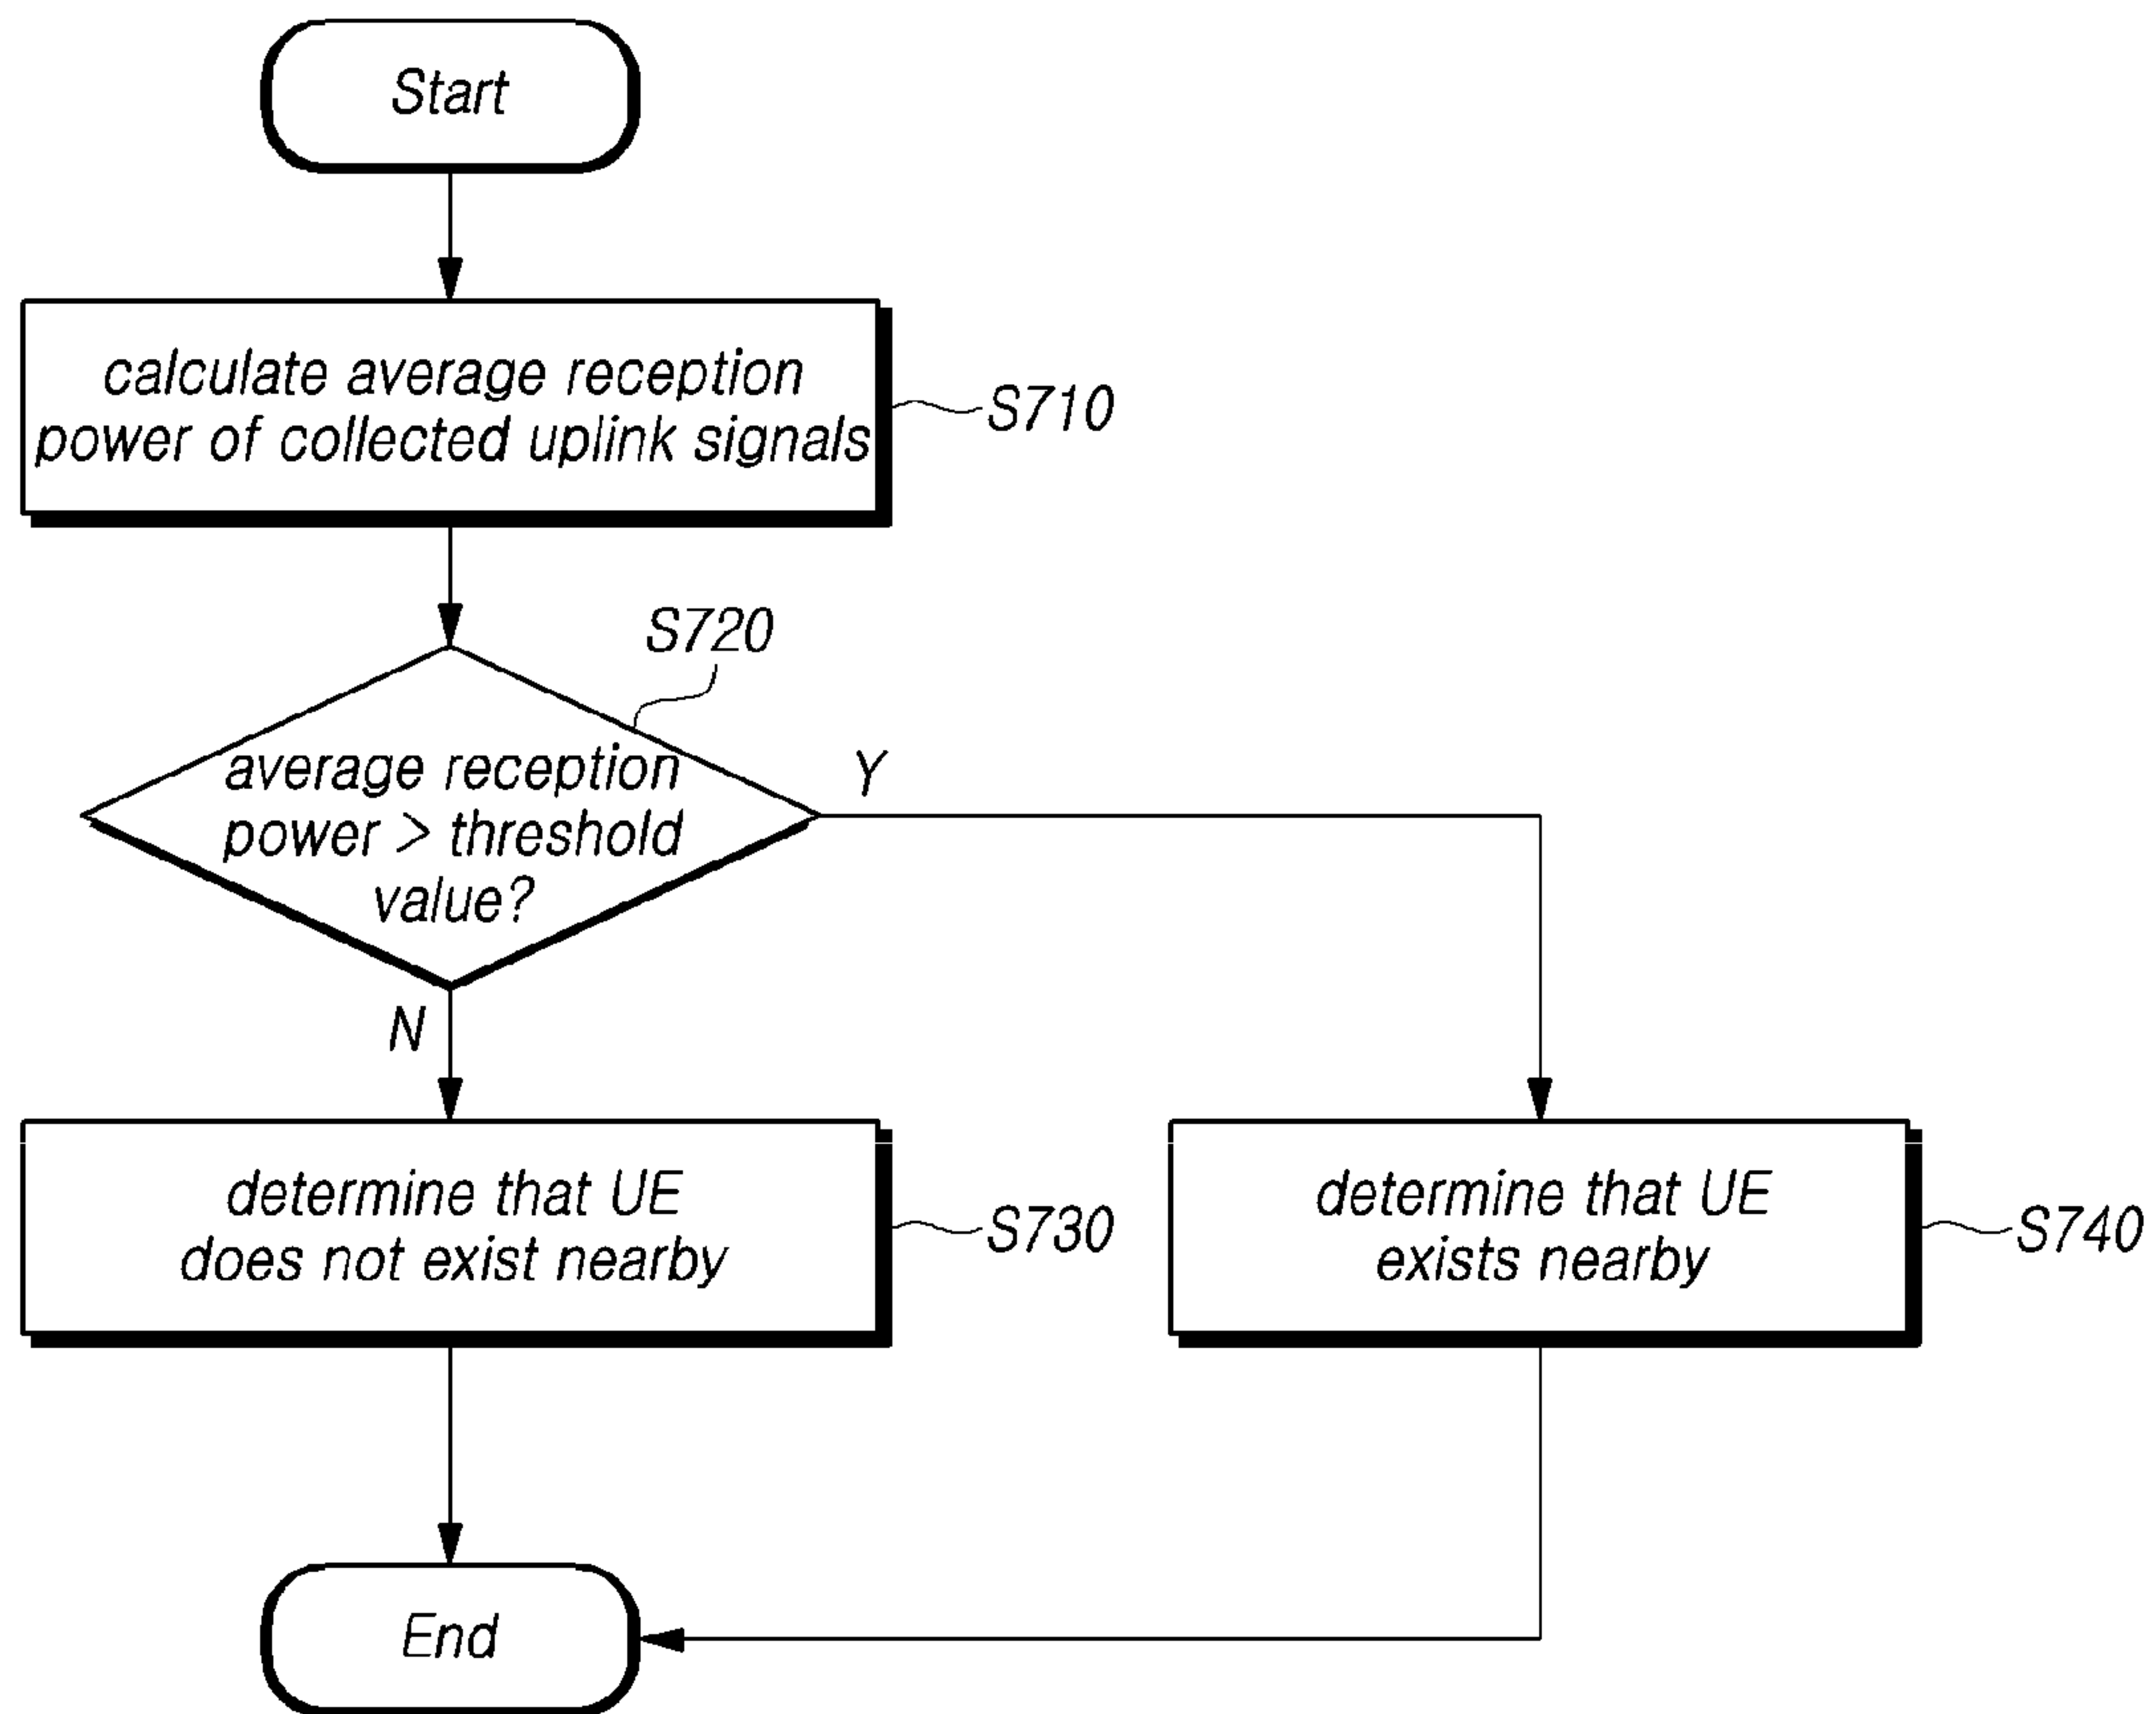 Start
calculate average reception
power of collected uplink signals
S710
S720
average reception
power > threshold
value?
Y
N
determine that UE
does not exist nearby
S730
determine that UE
exists nearby
S740
End